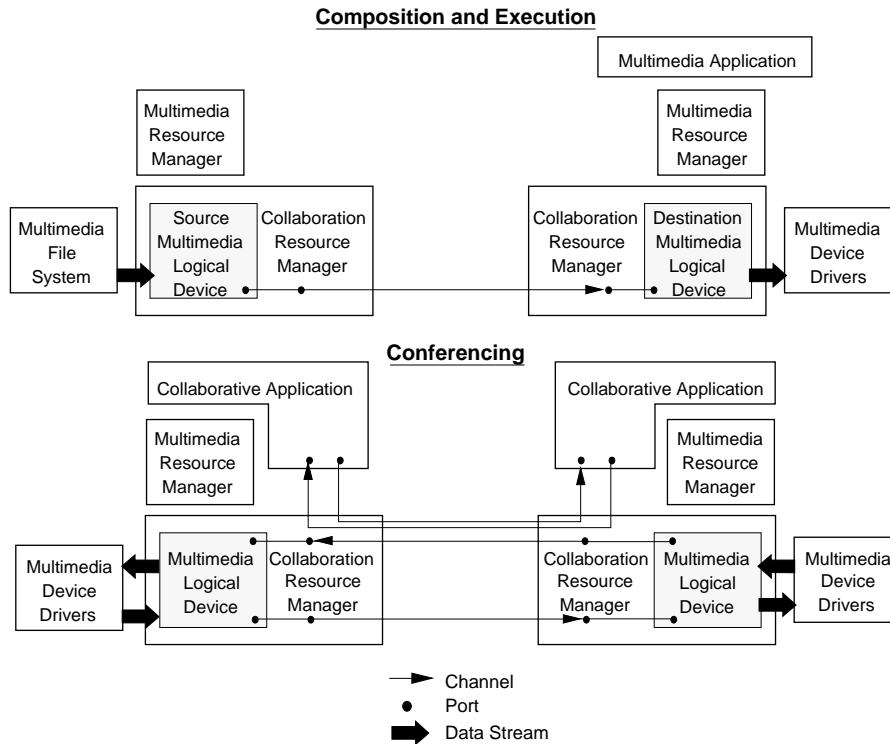 Composition and Execution
Multimedia Application
Multimedia
Resource
Manager
Multimedia
Resource
Manager
Multimedia
File
System
Source
Multimedia
Logical
Device
Collaboration
Resource
Manager
Collaboration
Resource
Manager
Destination
Multimedia
Logical
Device
Multimedia
Device
Drivers
Conferencing
Collaborative Application
Collaborative Application
Multimedia
Resource
Manager
Multimedia
Resource
Manager
Multimedia
Device
Drivers
Multimedia
Logical
Device
Collaboration
Resource
Manager
Collaboration
Resource
Manager
Multimedia
Logical
Device
Multimedia
Device
Drivers
Channel
Port
Data Stream